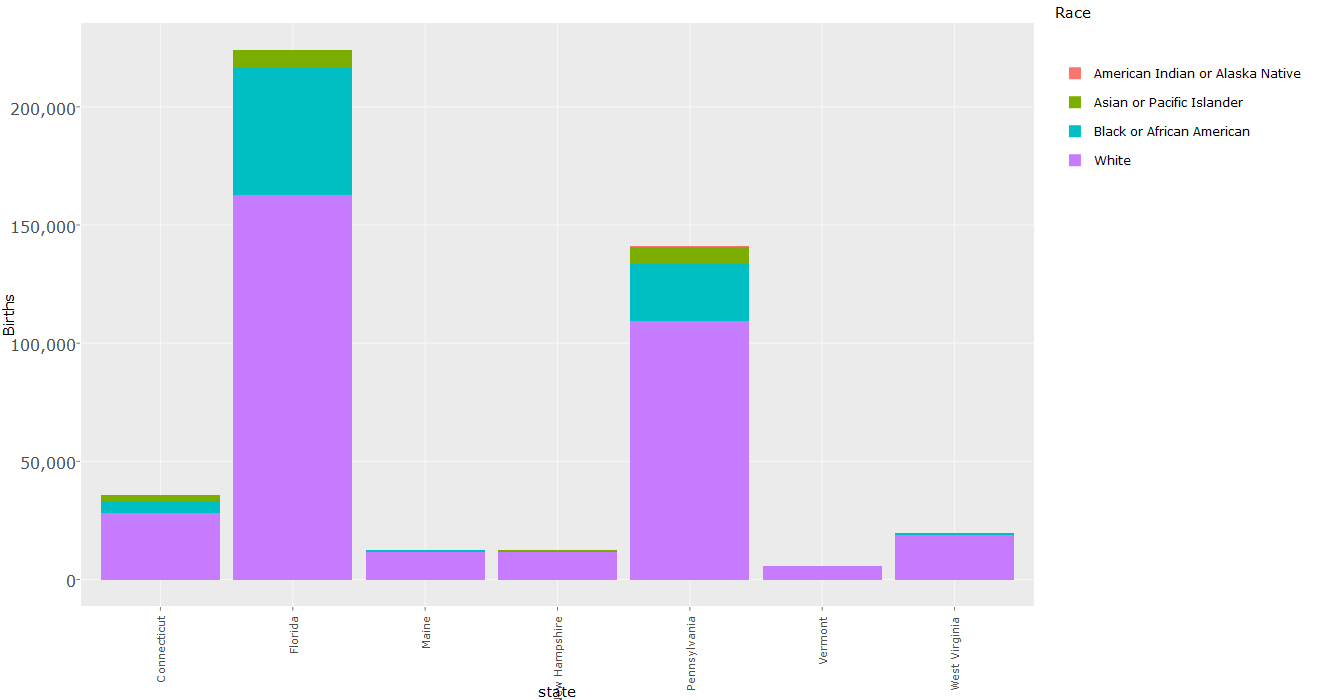 Race
American Indian or Alaska Native
Asian or Pacific Islander
Black or African American
White
Births
200,000
150,000
100,000
50,000
0
Connecticut
Florida
Maine
Hampshire
Pennsylvania
Vermont
West Virginia
state